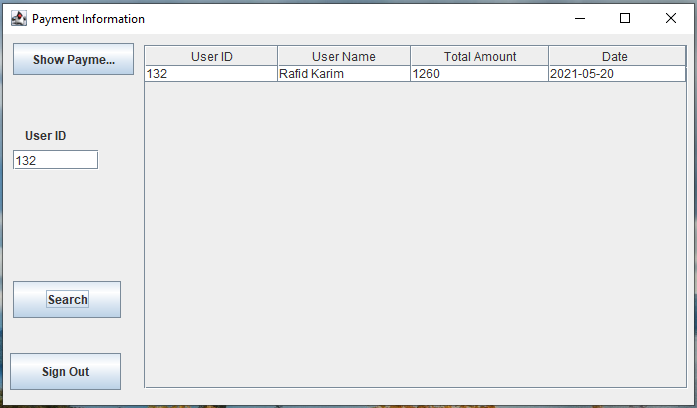 Payment Information
Show Payme...
User ID User Name Total Amount Date
132 Rafid Karim 1260 2021-05-20
User ID
132
Search
Sign Out